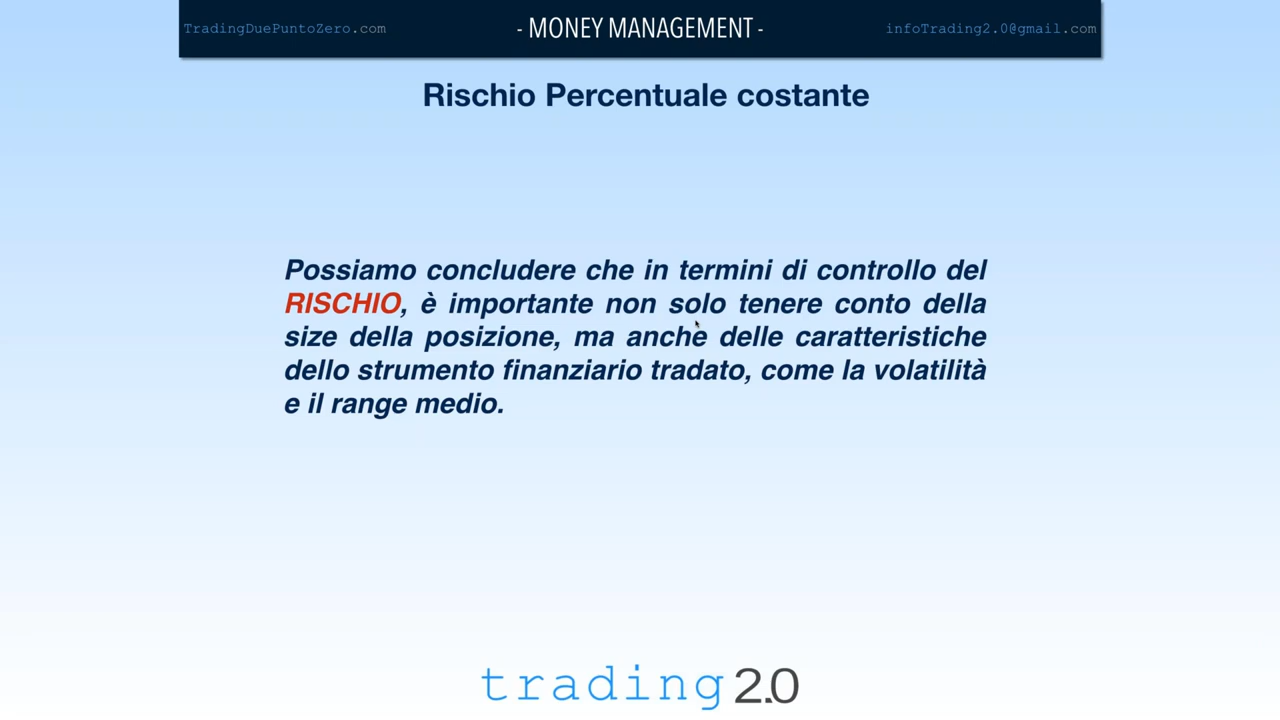 TradingDuePuntoZero.com
- MONEY MANAGEMENT -
infoTrading2.0@gmail.com
Rischio Percentuale costante
Possiamo concludere che in termini di controllo del
RISCHIO, è importante non solo tenere conto della
size della posizione, ma anche delle caratteristiche
dello strumento finanziario tradato, come la volatilità
e il range medio.
trading 2.0